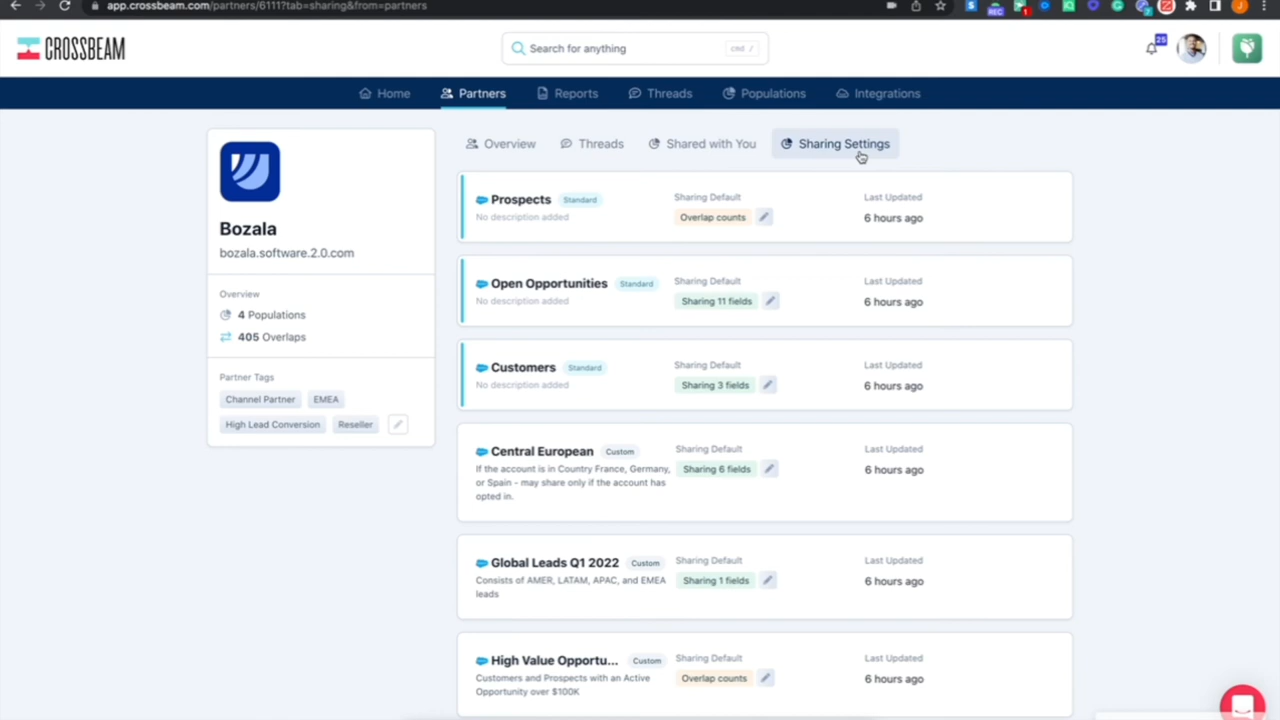 app.crossbeam.com/partners/6111?tab=sharing&from=partners
CROSSBEAM
Search for anything
cmd /
25
Home
Partners
Reports
Threads
Populations
Integrations
Bozala
bozala.software.2.0.com
Overview
4 Populations
405 Overlaps
Partner Tags
Channel Partner
EMEA
High Lead Conversion
Reseller
Overview
Threads
Shared with You
Sharing Settings
Prospects Standard
No description added
Sharing Default
Overlap counts
Last Updated
6 hours ago
Open Opportunities Standard
No description added
Sharing Default
Sharing 11 fields
Last Updated
6 hours ago
Customers Standard
No description added
Sharing Default
Sharing 3 fields
Last Updated
6 hours ago
Central European Custom
If the account is in Country France, Germany,
or Spain - may share only if the account has
opted in.
Sharing Default
Sharing 6 fields
Last Updated
6 hours ago
Global Leads Q1 2022 Custom
Consists of AMER, LATAM, APAC, and EMEA
leads
Sharing Default
Sharing 1 fields
Last Updated
6 hours ago
High Value Opportu... Custom
Customers and Prospects with an Active
Opportunity over $100K
Sharing Default
Overlap counts
Last Updated
6 hours ago